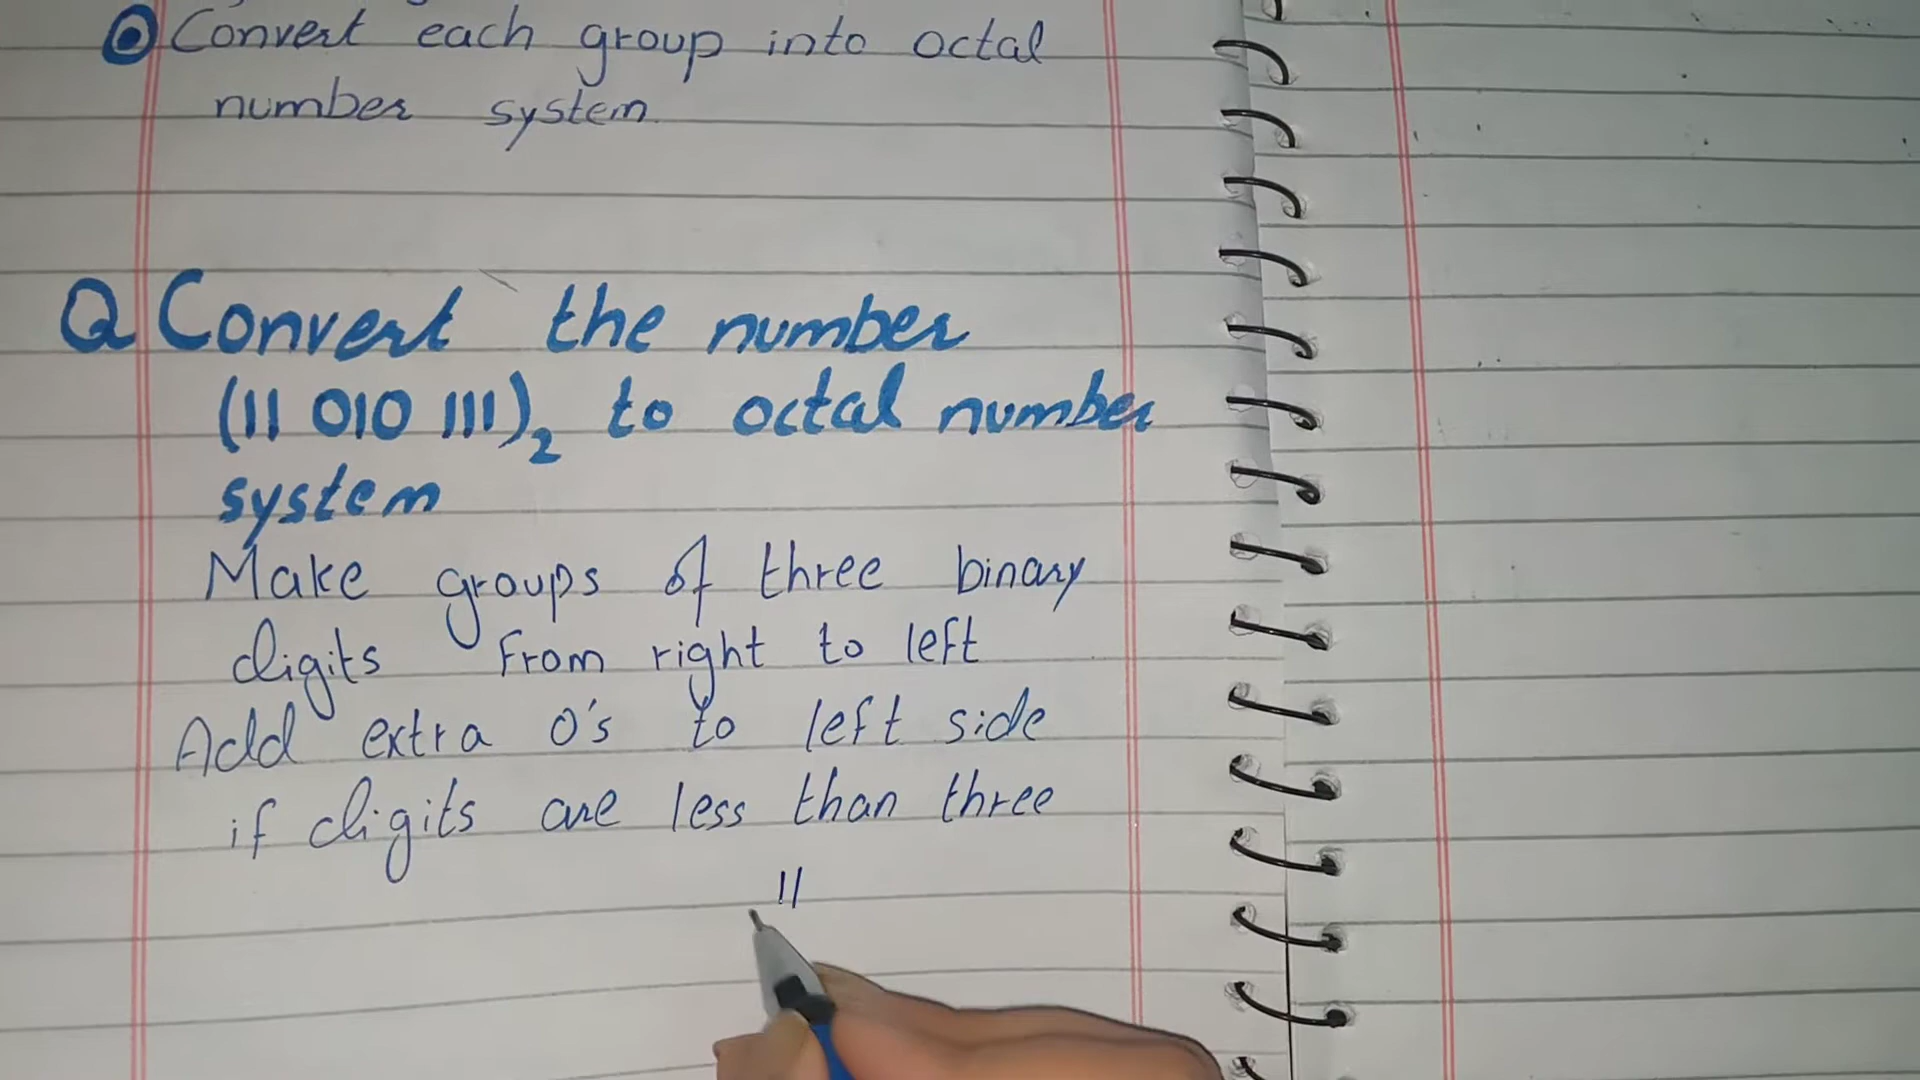 Convert each group into octal
number system.
Q Convert the number
(11 010 111)₂ to octal number
system
Make groups of three binary
digits From right to left
Add extra 0's to left side
if digits are less than three
11